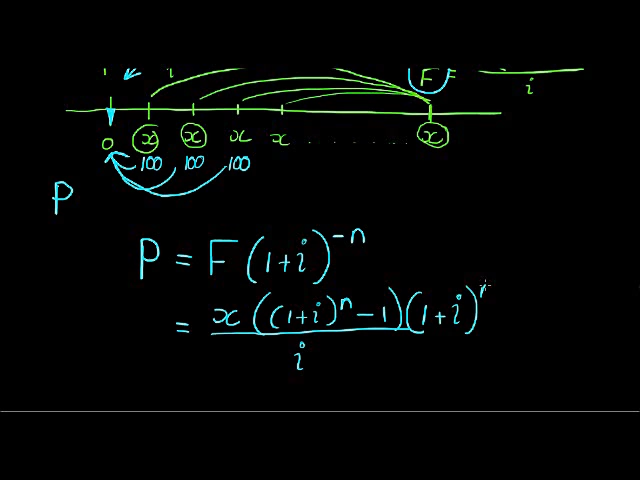 F F
i
0 x x x x ........... x
100 100 100
P
P = F(1+i)^-n
= x((1+i)^n - 1)(1+i)
i